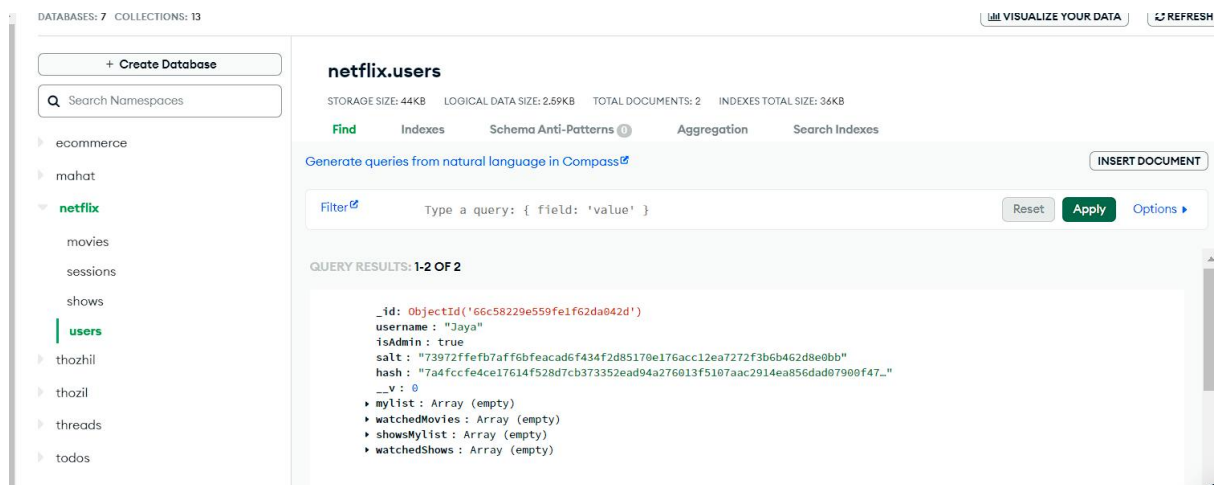 DATABASES: 7 COLLECTIONS: 13
VISUALIZE YOUR DATA
REFRESH
+ Create Database
Search Namespaces
ecommerce
mahat
netflix
movies
sessions
shows
users
thozhil
thozil
threads
todos
netflix.users
STORAGE SIZE: 44KB LOGICAL DATA SIZE: 2.59KB TOTAL DOCUMENTS: 2 INDEXES TOTAL SIZE: 36KB
Find Indexes Schema Anti-Patterns 0 Aggregation Search Indexes
Generate queries from natural language in Compass
INSERT DOCUMENT
Filter Type a query: { field: 'value' } Reset Apply Options
QUERY RESULTS: 1-2 OF 2
_id: ObjectId('66c58229e559fe1f62da042d')
username : "Jaya"
isAdmin : true
salt : "73972ffefb7aff6bfeacad6f434f2d85170e176acc12ea7272f3b6b462d8e0bb"
hash : "7a4fccfe4ce17614f528d7cb373352ead94a276013f5107aac2914ea856dad07900f47…"
__v : 0
mylist : Array (empty)
watchedMovies : Array (empty)
showsMylist : Array (empty)
watchedShows : Array (empty)